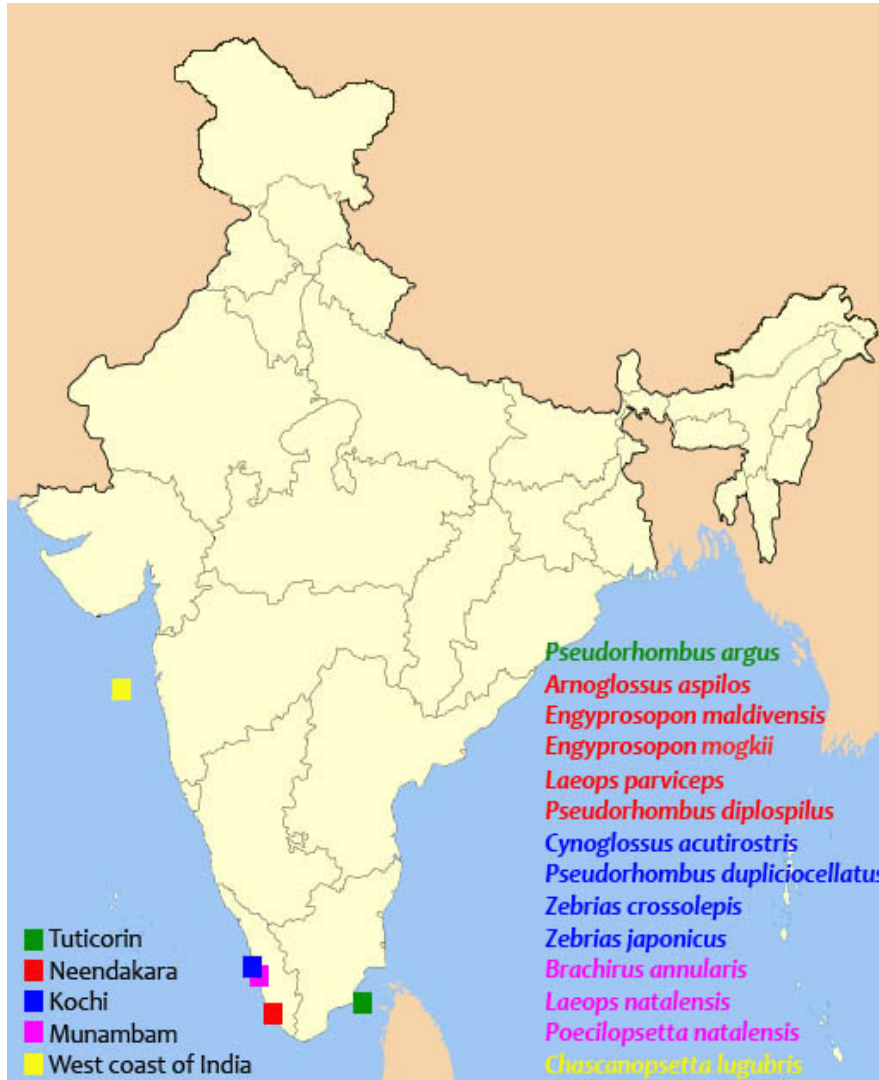 Pseudorhombus argus
Arnoglossus aspilos
Engyprosopon maldivensis
Engyprosopon mogkii
Laeops parviceps
Pseudorhombus diplospilus
Cynoglossus acutirostris
Pseudorhombus dupliciocellatus
Zebrias crossolepis
Zebrias japonicus
Brachirus annularis
Laeops natalensis
Poecilopsetta natalensis
Chascanopsetta lugubris
Tuticorin
Neendakara
Kochi
Munambam
West coast of India